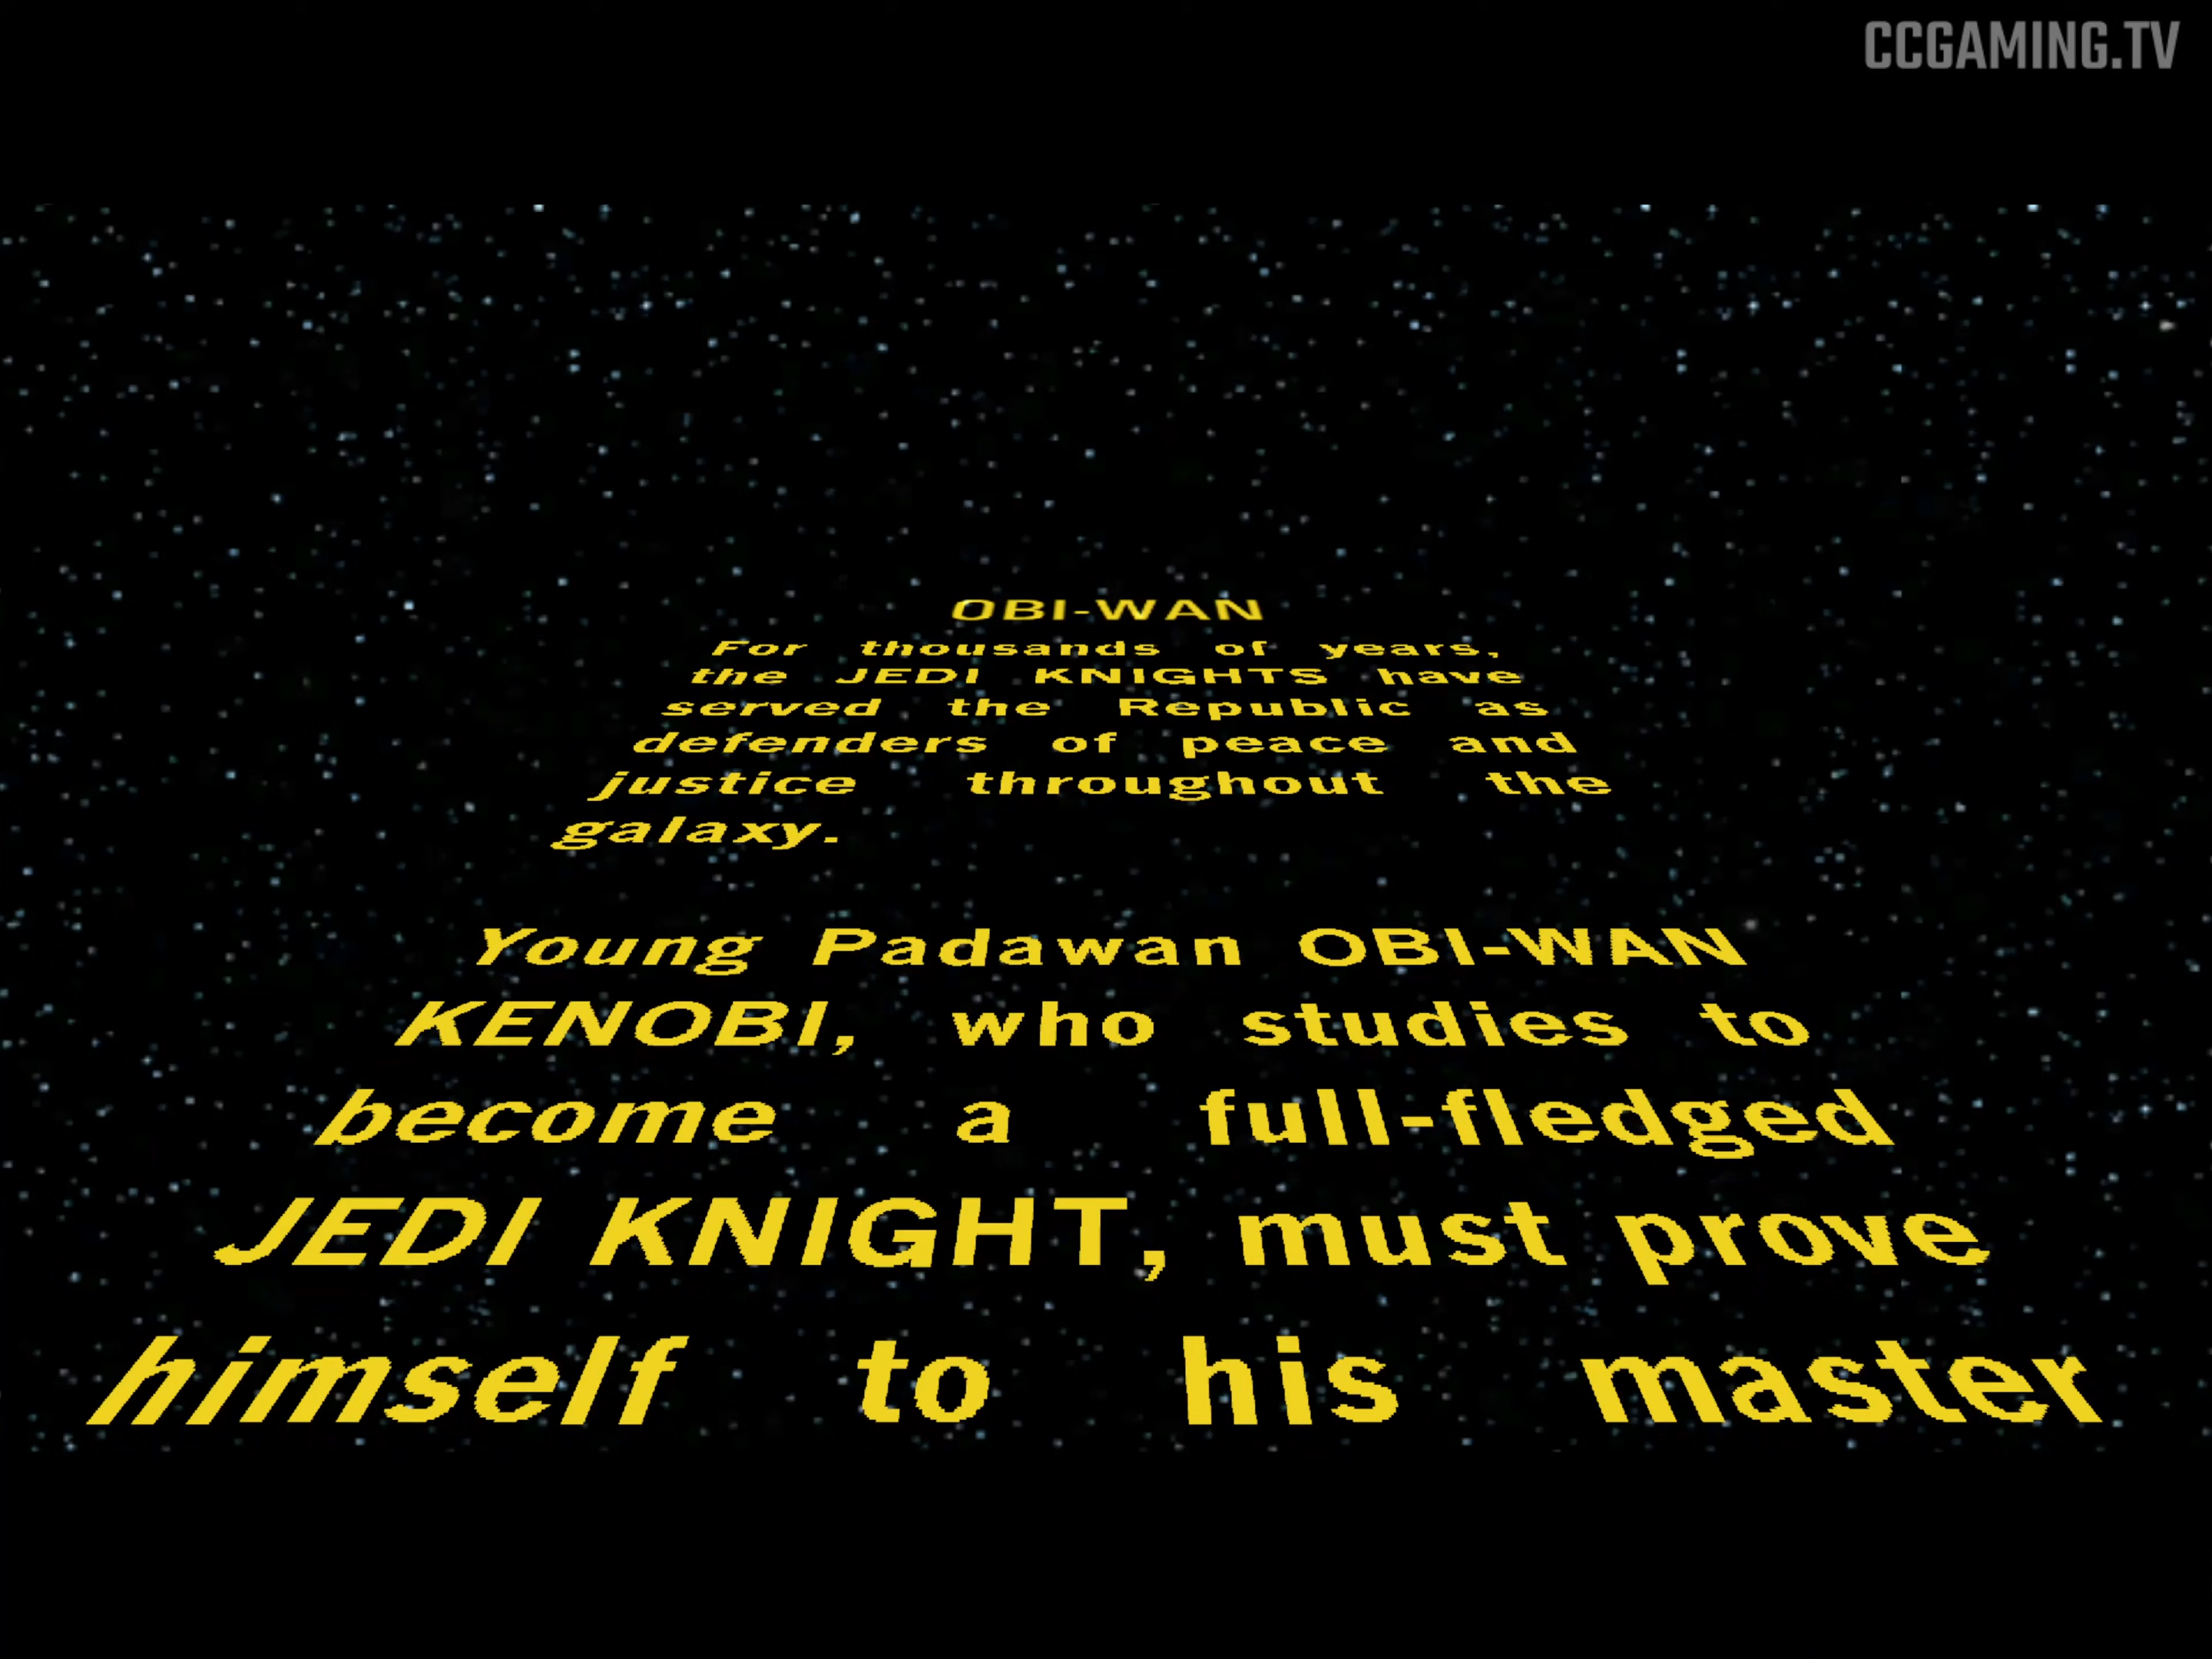 CCGAMING.TV
OBI-WAN
For thousands of years,
the JEDI KNIGHTS have
served the Republic as
defenders of peace and
justice throughout the
galaxy.
Young Padawan OBI-WAN
KENOBI, who studies to
become a full-fledged
JEDI KNIGHT, must prove
himself to his master